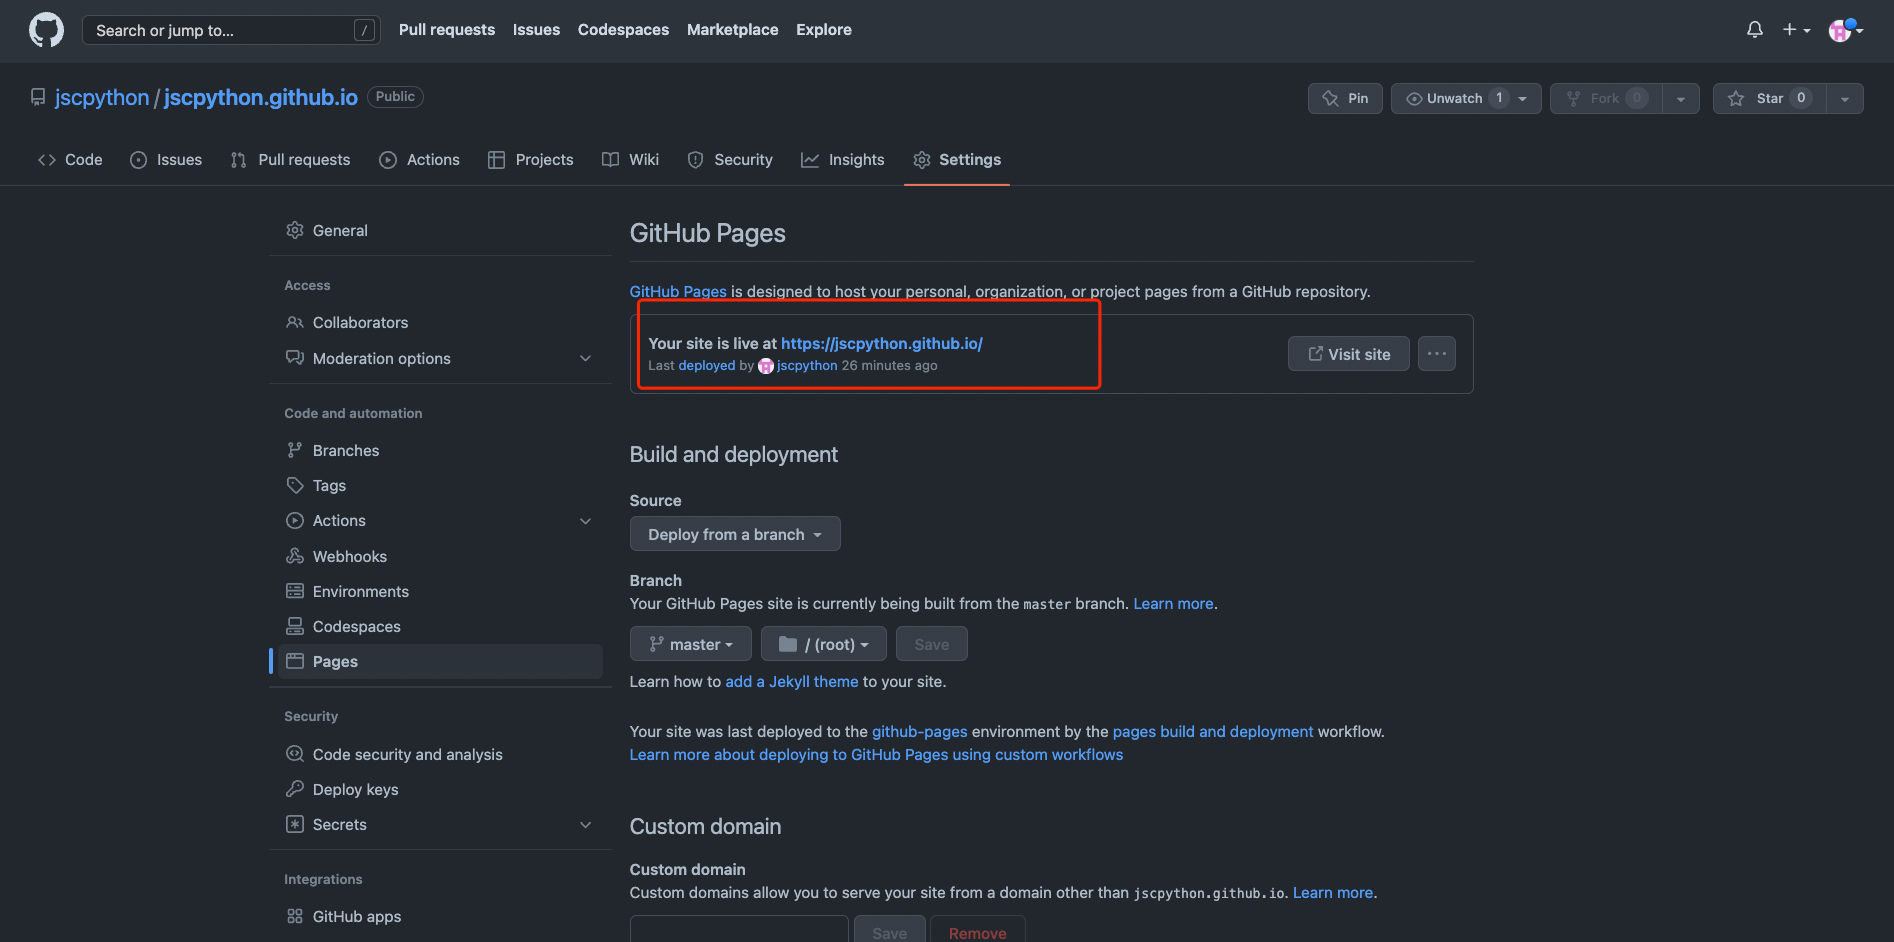 Search or jump to... /
Pull requests Issues Codespaces Marketplace Explore
jscpython / jscpython.github.io Public
Pin Unwatch 1 Fork 0 Star 0
Code Issues Pull requests Actions Projects Wiki Security Insights Settings
General
Access
Collaborators
Moderation options
Code and automation
Branches
Tags
Actions
Webhooks
Environments
Codespaces
Pages
Security
Code security and analysis
Deploy keys
Secrets
Integrations
GitHub apps
GitHub Pages
GitHub Pages is designed to host your personal, organization, or project pages from a GitHub repository.
Your site is live at https://jscpython.github.io/
Last deployed by jscpython 26 minutes ago
Visit site
Build and deployment
Source
Deploy from a branch
Branch
Your GitHub Pages site is currently being built from the master branch. Learn more.
master / (root) Save
Learn how to add a Jekyll theme to your site.
Your site was last deployed to the github-pages environment by the pages build and deployment workflow.
Learn more about deploying to GitHub Pages using custom workflows
Custom domain
Custom domain
Custom domains allow you to serve your site from a domain other than jscpython.github.io. Learn more.
Save Remove